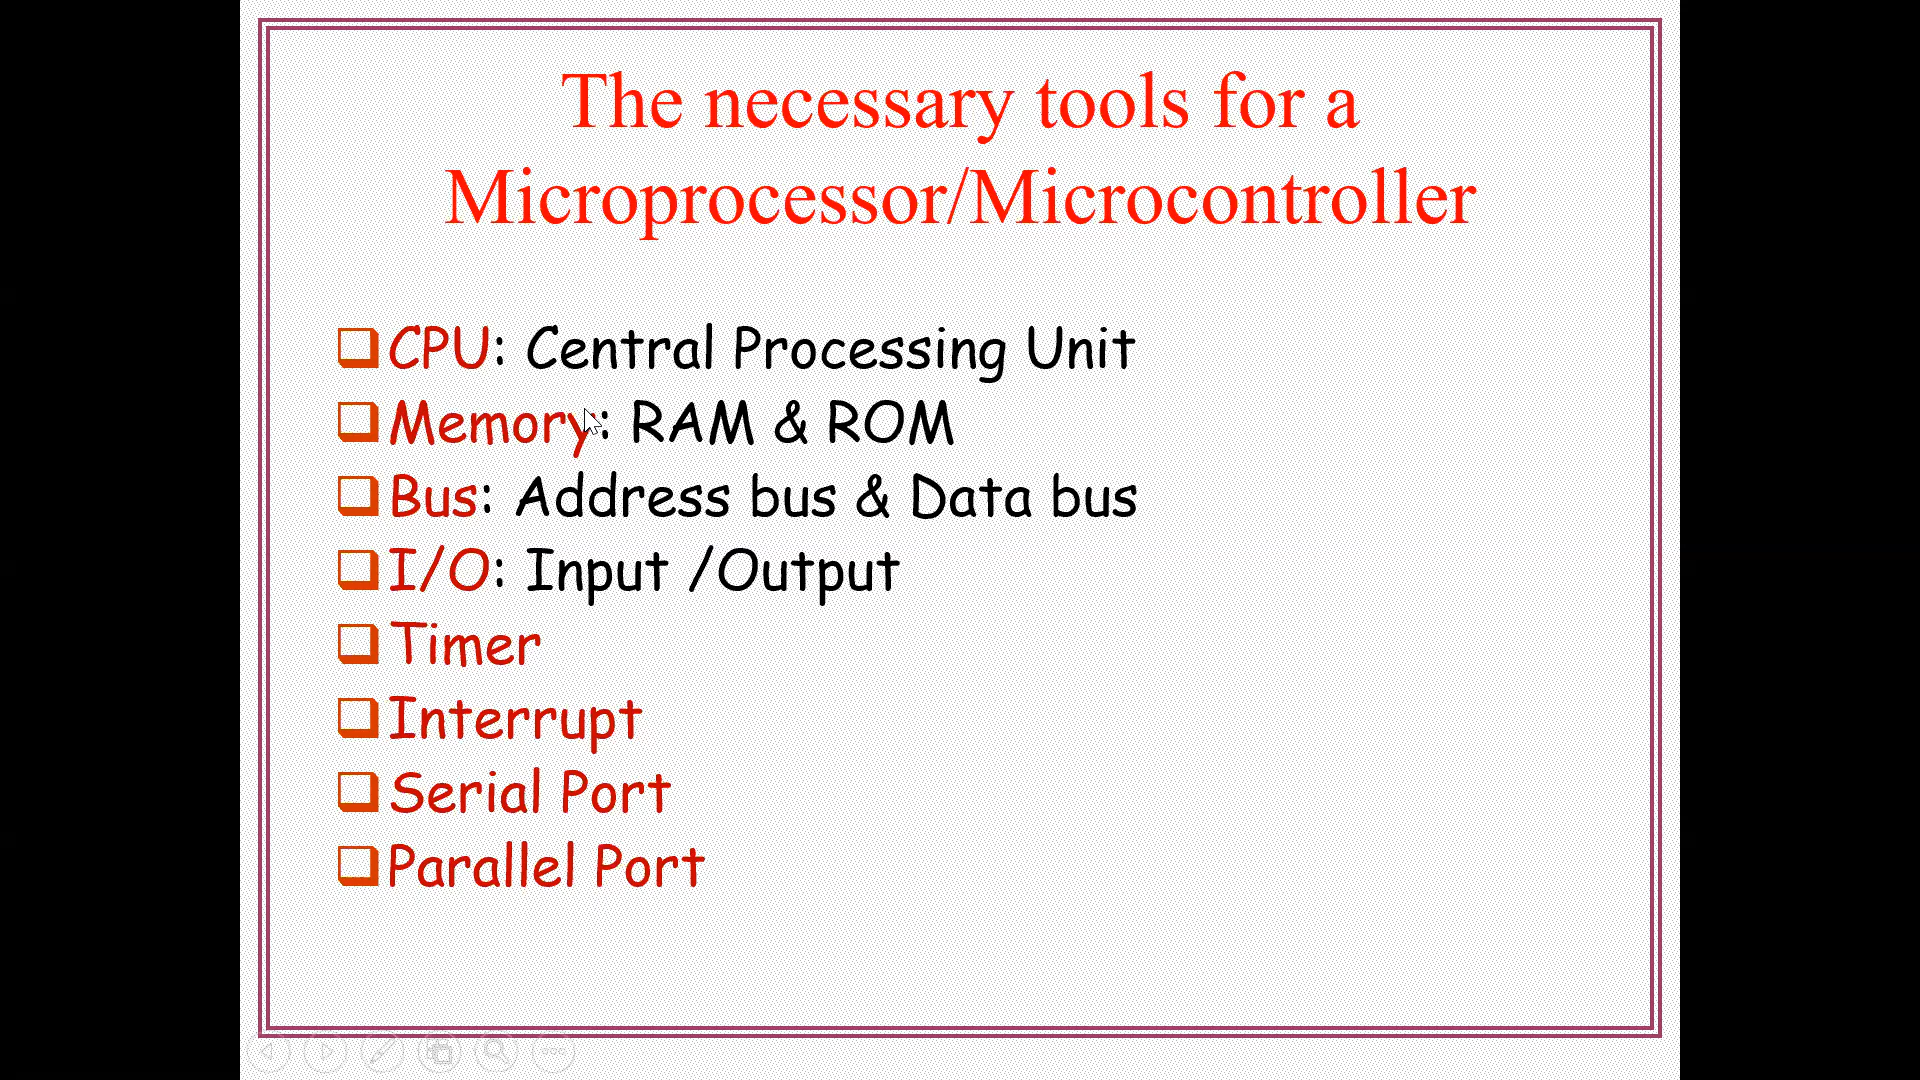 The necessary tools for a
Microprocessor/Microcontroller
CPU: Central Processing Unit
Memory: RAM & ROM
Bus: Address bus & Data bus
I/O: Input /Output
Timer
Interrupt
Serial Port
Parallel Port